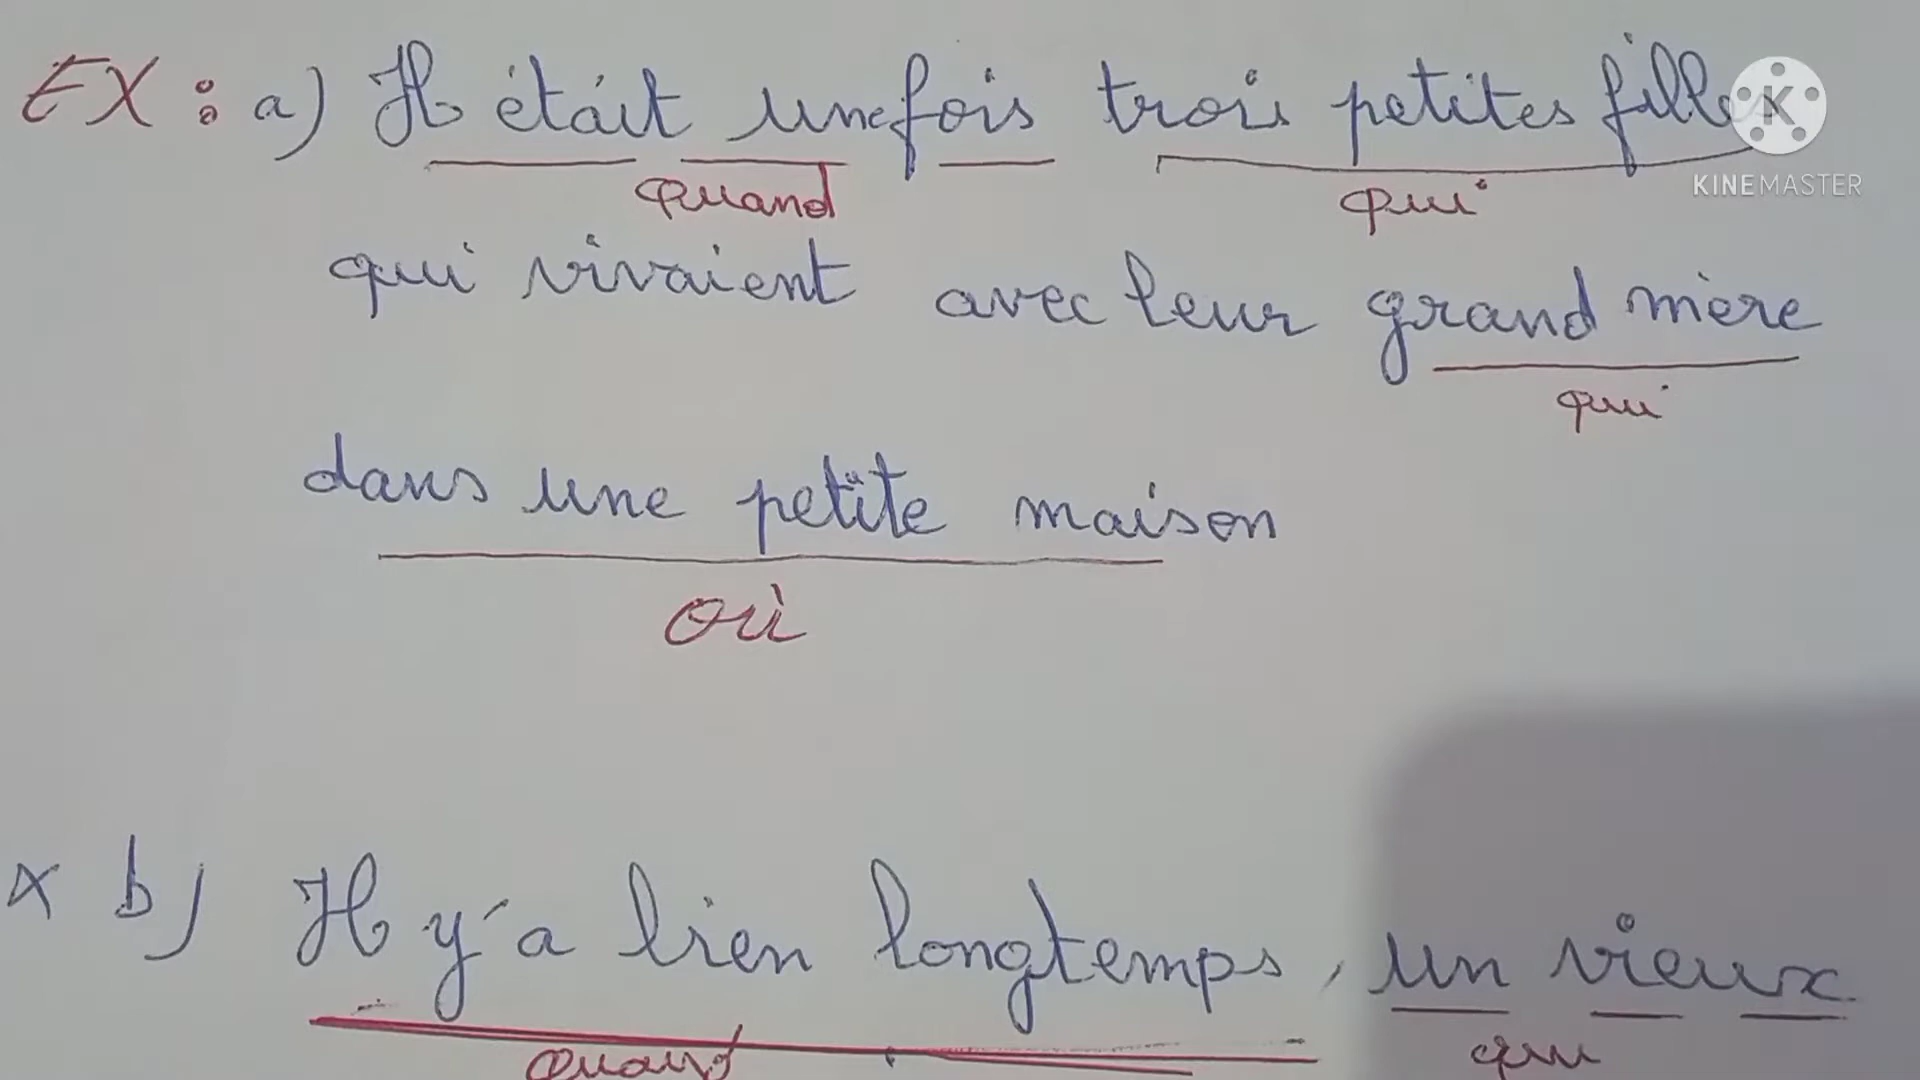 EX : a) Il était une fois trois petites filles
quand qui
qui vivaient avec leur grand mère
qui
dans une petite maison
où
x b) Il y'a bien longtemps, un vieux
quand qui
K
KINEMASTER